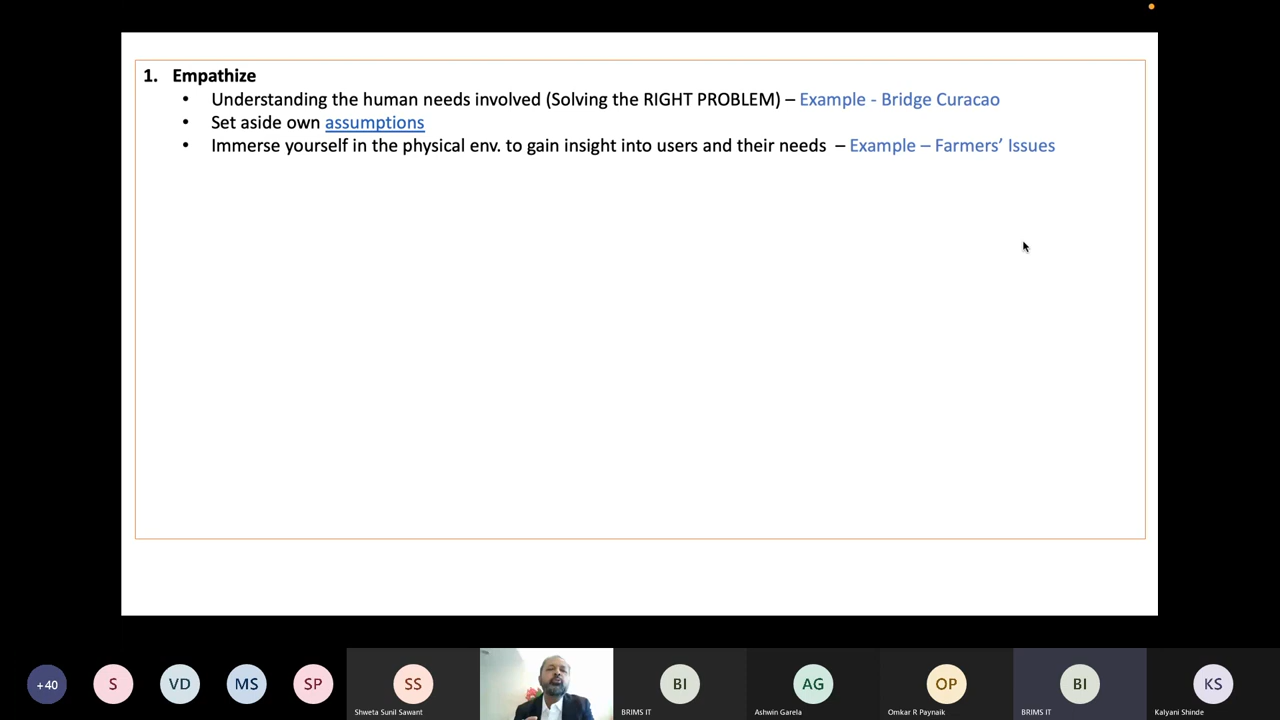 1. Empathize
• Understanding the human needs involved (Solving the RIGHT PROBLEM) – Example - Bridge Curacao
• Set aside own assumptions
• Immerse yourself in the physical env. to gain insight into users and their needs – Example – Farmers’ Issues
+40 S VD MS SP SS BI AG OP BI KS
Shweta Sunil Sawant BRIMS IT Ashwin Garela Omkar R Paynaik BRIMS IT Kalyani Shinde